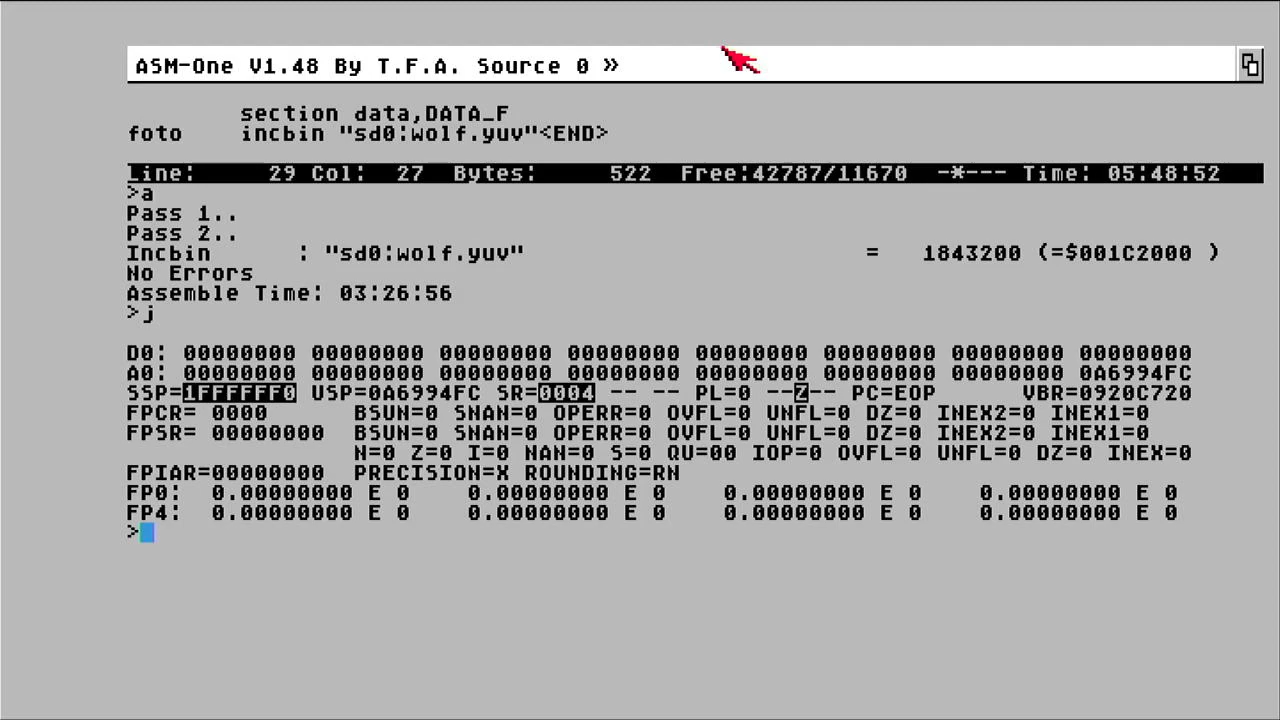 ASM-One V1.48 By T.F.A. Source 0 »
section data,DATA_F
foto incbin "sd0:wolf.yuv"<END>
Line: 29 Col: 27 Bytes: 522 Free:42787/11670 -*--- Time: 05:48:52
>a
Pass 1..
Pass 2..
Incbin : "sd0:wolf.yuv" = 1843200 (=$001C2000 )
No Errors
Assemble Time: 03:26:56
>j
D0: 00000000 00000000 00000000 00000000 00000000 00000000 00000000 00000000
A0: 00000000 00000000 00000000 00000000 00000000 00000000 00000000 0A6994FC
SSP=1FFFFFF0 USP=0A6994FC SR=0004 -- -- PL=0 --Z-- PC=EOP VBR=0920C720
FPCR= 0000 BSUN=0 SNAN=0 OPERR=0 OVFL=0 UNFL=0 DZ=0 INEX2=0 INEX1=0
FPSR= 00000000 BSUN=0 SNAN=0 OPERR=0 OVFL=0 UNFL=0 DZ=0 INEX2=0 INEX1=0
N=0 Z=0 I=0 NAN=0 S=0 QU=00 IOP=0 OVFL=0 UNFL=0 DZ=0 INEX=0
FPIAR=00000000 PRECISION=X ROUNDING=RN
FP0: 0.00000000 E 0 0.00000000 E 0 0.00000000 E 0 0.00000000 E 0
FP4: 0.00000000 E 0 0.00000000 E 0 0.00000000 E 0 0.00000000 E 0
>